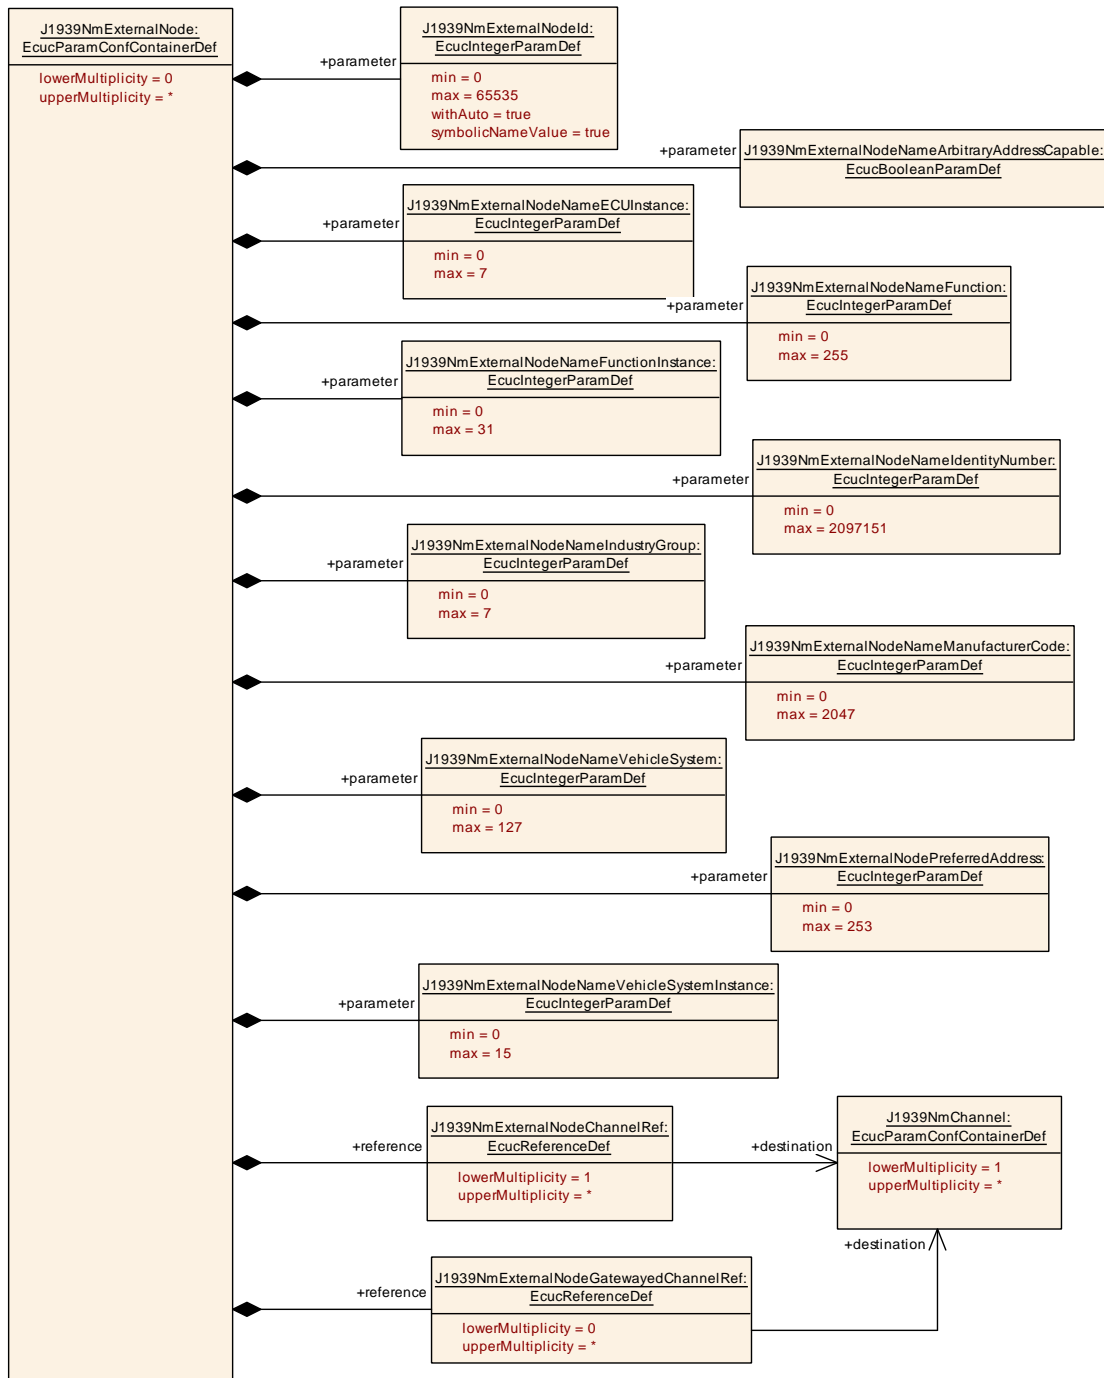 J1939NmExternalNode:
EcucParamConfContainerDef
lowerMultiplicity = 0
upperMultiplicity = *
+parameter
J1939NmExternalNodeId:
EcucIntegerParamDef
min = 0
max = 65535
withAuto = true
symbolicNameValue = true
+parameter
J1939NmExternalNodeNameArbitraryAddressCapable:
EcucBooleanParamDef
+parameter
J1939NmExternalNodeNameECUInstance:
EcucIntegerParamDef
min = 0
max = 7
+parameter
J1939NmExternalNodeNameFunction:
EcucIntegerParamDef
min = 0
max = 255
+parameter
J1939NmExternalNodeNameFunctionInstance:
EcucIntegerParamDef
min = 0
max = 31
+parameter
J1939NmExternalNodeNameIdentityNumber:
EcucIntegerParamDef
min = 0
max = 2097151
+parameter
J1939NmExternalNodeNameIndustryGroup:
EcucIntegerParamDef
min = 0
max = 7
+parameter
J1939NmExternalNodeNameManufacturerCode:
EcucIntegerParamDef
min = 0
max = 2047
+parameter
J1939NmExternalNodeNameVehicleSystem:
EcucIntegerParamDef
min = 0
max = 127
+parameter
J1939NmExternalNodePreferredAddress:
EcucIntegerParamDef
min = 0
max = 253
+parameter
J1939NmExternalNodeNameVehicleSystemInstance:
EcucIntegerParamDef
min = 0
max = 15
+reference
J1939NmExternalNodeChannelRef:
EcucReferenceDef
lowerMultiplicity = 1
upperMultiplicity = *
+destination
J1939NmChannel:
EcucParamConfContainerDef
lowerMultiplicity = 1
upperMultiplicity = *
+destination
+reference
J1939NmExternalNodeGatewayedChannelRef:
EcucReferenceDef
lowerMultiplicity = 0
upperMultiplicity = *